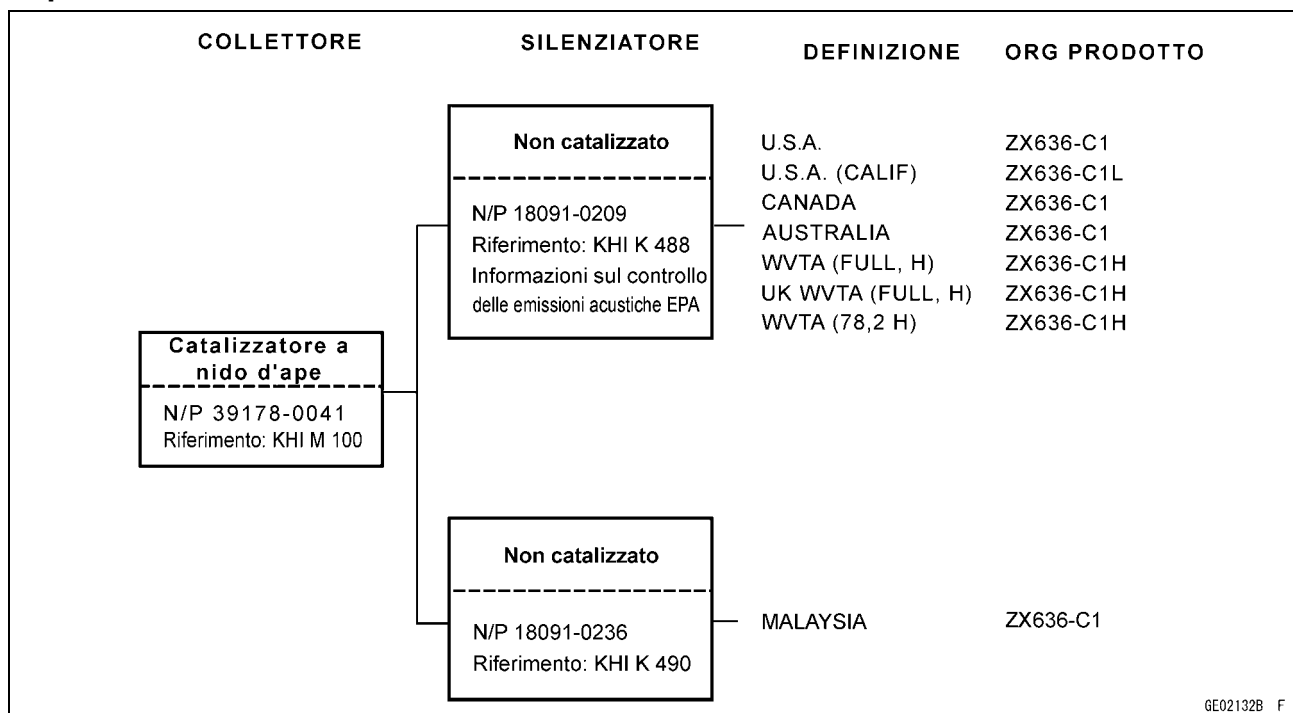 COLLETTORE SILENZIATORE DEFINIZIONE ORG PRODOTTO
Non catalizzato
N/P 18091-0209
Riferimento: KHI K 488
Informazioni sul controllo
delle emissioni acustiche EPA
U.S.A. ZX636-C1
U.S.A. (CALIF) ZX636-C1L
CANADA ZX636-C1
AUSTRALIA ZX636-C1
WVTA (FULL, H) ZX636-C1H
UK WVTA (FULL, H) ZX636-C1H
WVTA (78,2 H) ZX636-C1H
Catalizzatore a
nido d'ape
N/P 39178-0041
Riferimento: KHI M 100
Non catalizzato
N/P 18091-0236
Riferimento: KHI K 490
MALAYSIA ZX636-C1
GE02132B F